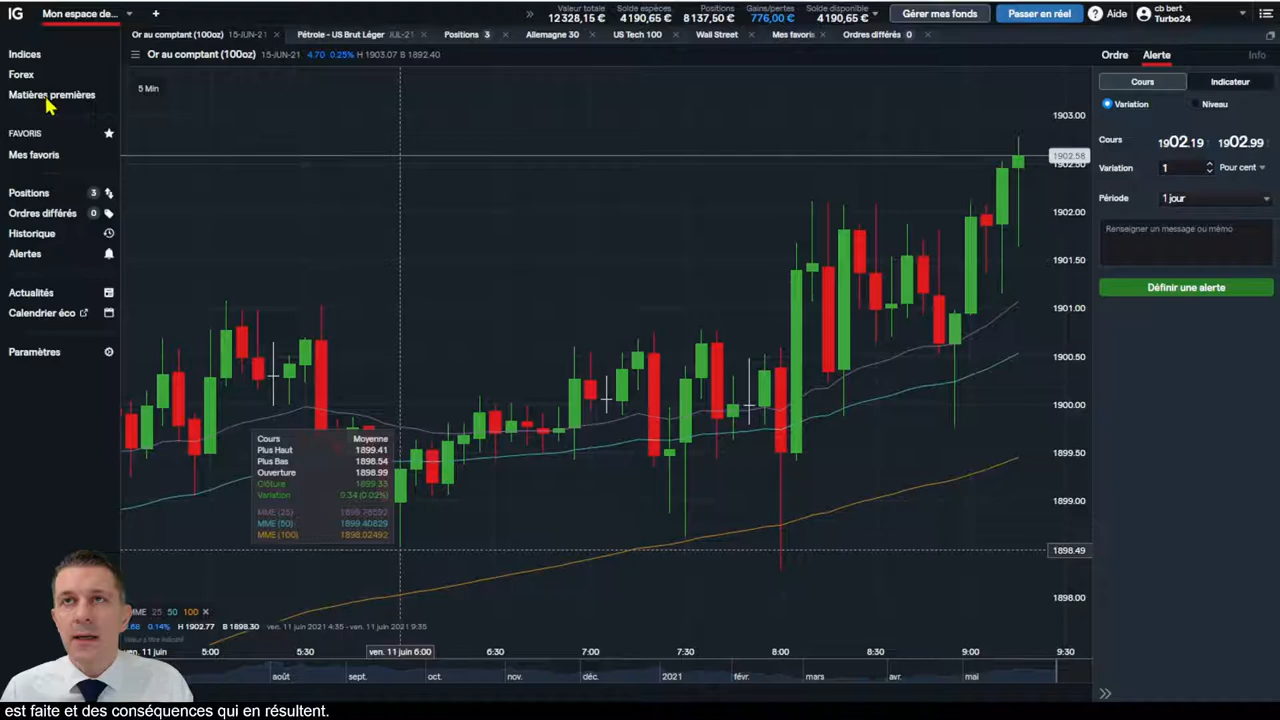 IG Mon espace de... +
» Valeur totale 12 328,15 € Solde espèces 4 190,65 € Positions 8 137,50 € Gains/pertes 776,00 € Solde disponible 4 190,65 € Gérer mes fonds Passer en réel ? Aide cb bert Turbo24
Or au comptant (100oz) 15-JUN-21 × Pétrole - US Brut Léger JUL-21 × Positions 3 × Allemagne 30 × US Tech 100 × Wall Street × Mes favoris × Ordres différés 0 ×
Or au comptant (100oz) 15-JUN-21 4.70 0.25% H 1903.07 B 1892.40
5 Min
Indices
Forex
Matières premières
FAVORIS
Mes favoris
Positions 3
Ordres différés 0
Historique
Alertes
Actualités
Calendrier éco
Paramètres
Cours Moyenne
Plus Haut 1899.41
Plus Bas 1898.54
Ouverture 1898.99
Clôture 1899.33
Variation 0.34 (0.02%)
MME (25) 1899.78592
MME (50) 1899.40829
MME (100) 1898.02492
1903.00
1902.58
1902.50
1902.00
1901.50
1901.00
1900.50
1900.00
1899.50
1899.00
1898.49
1898.00
MME 25 50 100 ×
0.14% H 1902.77 B 1898.30 ven. 11 juin 2021 4:35 - ven. 11 juin 2021 9:35
ven. 11 juin 5:00 5:30 ven. 11 juin 6:00 6:30 7:00 7:30 8:00 8:30 9:00 9:30
août sept. oct. nov. déc. 2021 févr. mars avr. mai
Ordre Alerte Info
Cours Indicateur
Variation Niveau
Cours 1902.19 1902.99
Variation 1 Pour cent
Période 1 jour
Renseigner un message ou mémo
Définir une alerte
»
est faite et des conséquences qui en résultent.